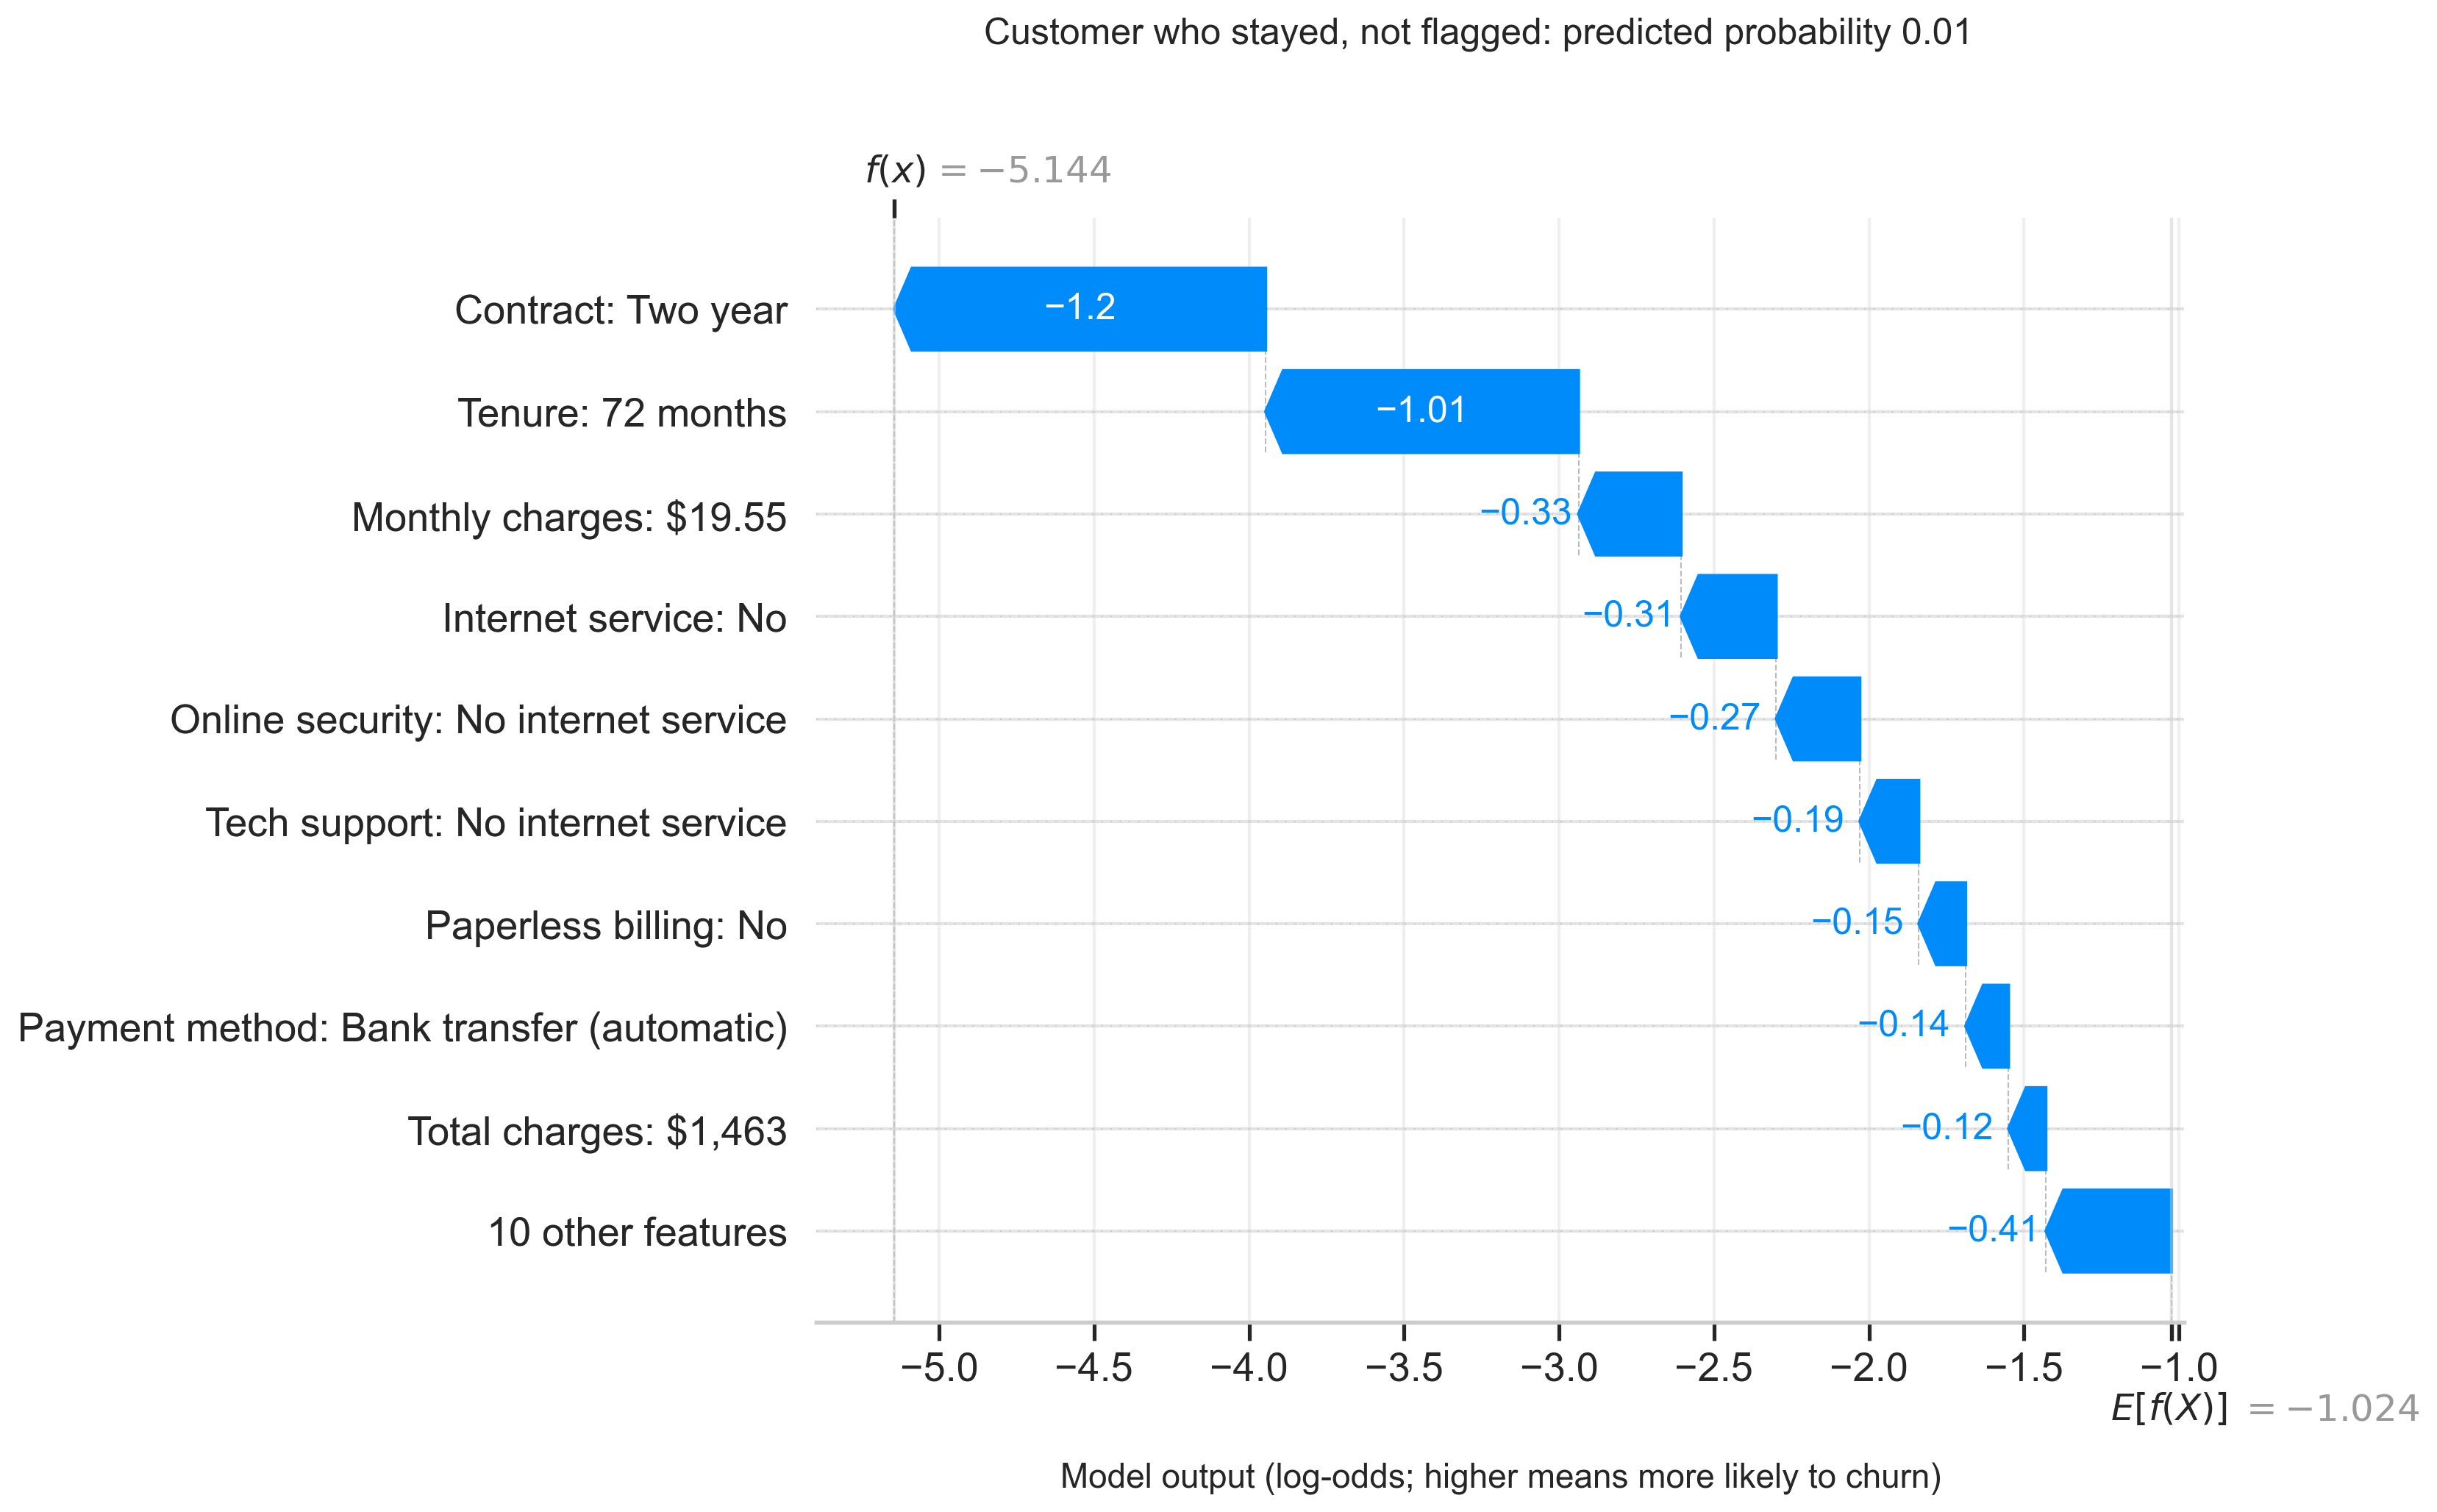 Customer who stayed, not flagged: predicted probability 0.01
f(x) = −5.144
Contract: Two year −1.2
Tenure: 72 months −1.01
Monthly charges: $19.55 −0.33
Internet service: No −0.31
Online security: No internet service −0.27
Tech support: No internet service −0.19
Paperless billing: No −0.15
Payment method: Bank transfer (automatic) −0.14
Total charges: $1,463 −0.12
10 other features −0.41
−5.0 −4.5 −4.0 −3.5 −3.0 −2.5 −2.0 −1.5 −1.0
E[f(X)] = −1.024
Model output (log-odds; higher means more likely to churn)